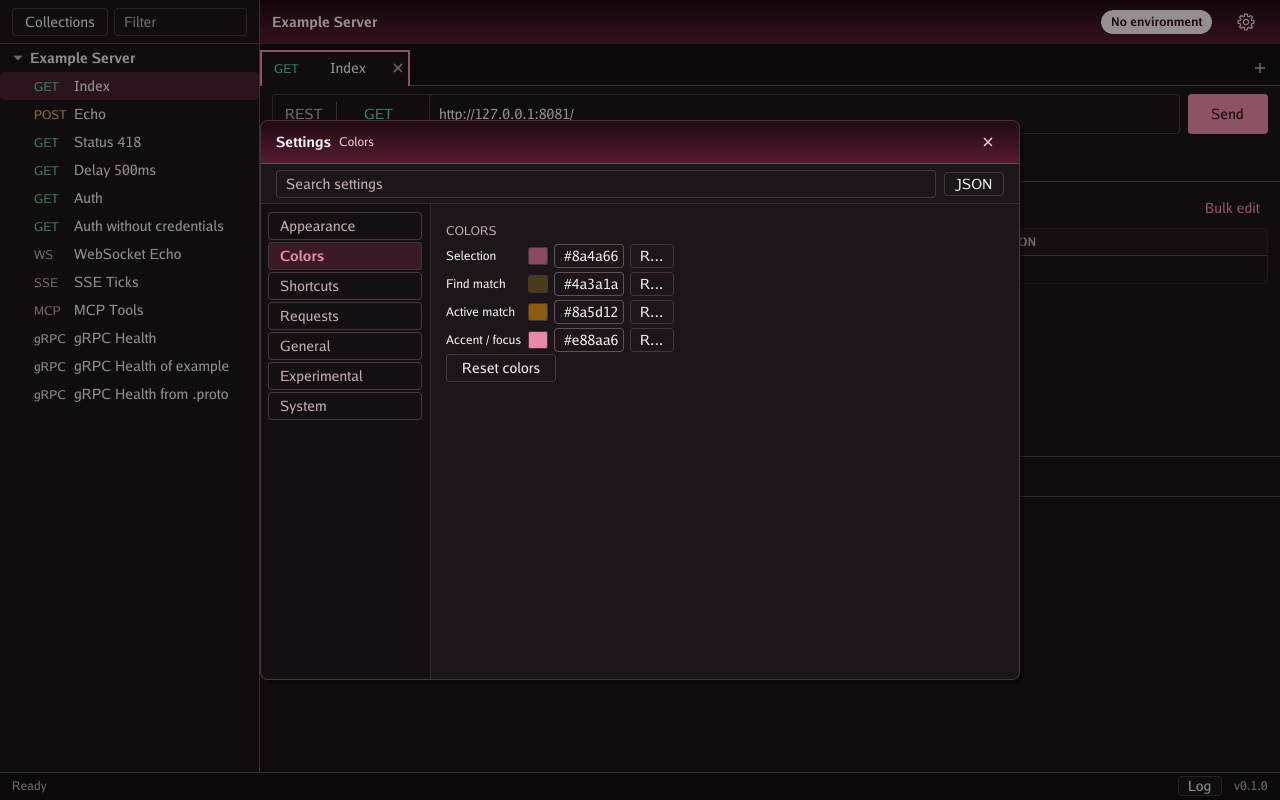 Collections
Filter
Example Server
GET Index
POST Echo
GET Status 418
GET Delay 500ms
GET Auth
GET Auth without credentials
WS WebSocket Echo
SSE SSE Ticks
MCP MCP Tools
gRPC gRPC Health
gRPC gRPC Health of example
gRPC gRPC Health from .proto
Example Server
No environment
GET Index
REST GET http://127.0.0.1:8081/ Send
Bulk edit
Settings Colors
Search settings
JSON
Appearance
Colors
Shortcuts
Requests
General
Experimental
System
COLORS
Selection #8a4a66 R...
Find match #4a3a1a R...
Active match #8a5d12 R...
Accent / focus #e88aa6 R...
Reset colors
Ready
Log v0.1.0